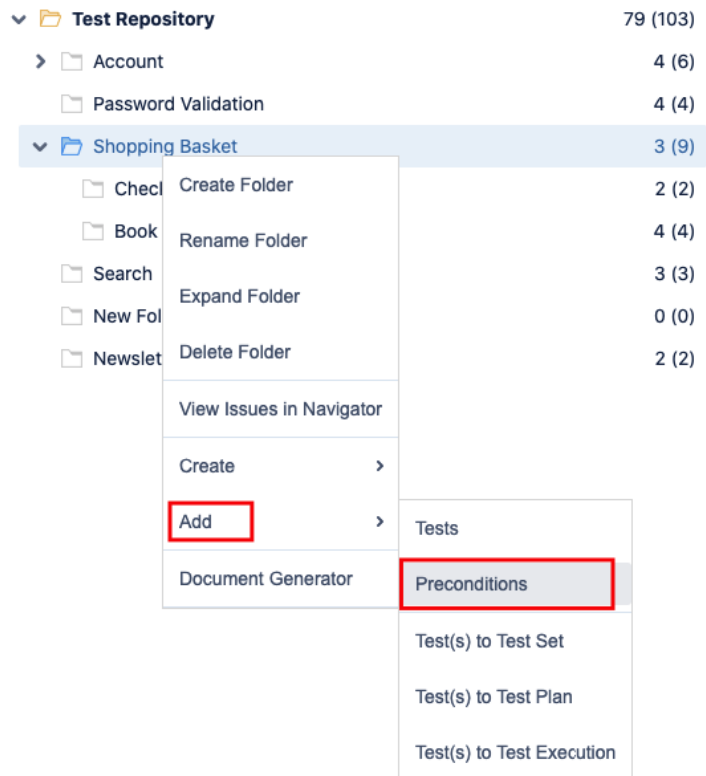 Test Repository 79 (103)
Account 4 (6)
Password Validation 4 (4)
Shopping Basket 3 (9)
2 (2)
Book 4 (4)
Search 3 (3)
New 0 (0)
2 (2)
Create Folder
Rename Folder
Expand Folder
Delete Folder
View Issues in Navigator
Create
Add
Document Generator
Tests
Preconditions
Test(s) to Test Set
Test(s) to Test Plan
Test(s) to Test Execution